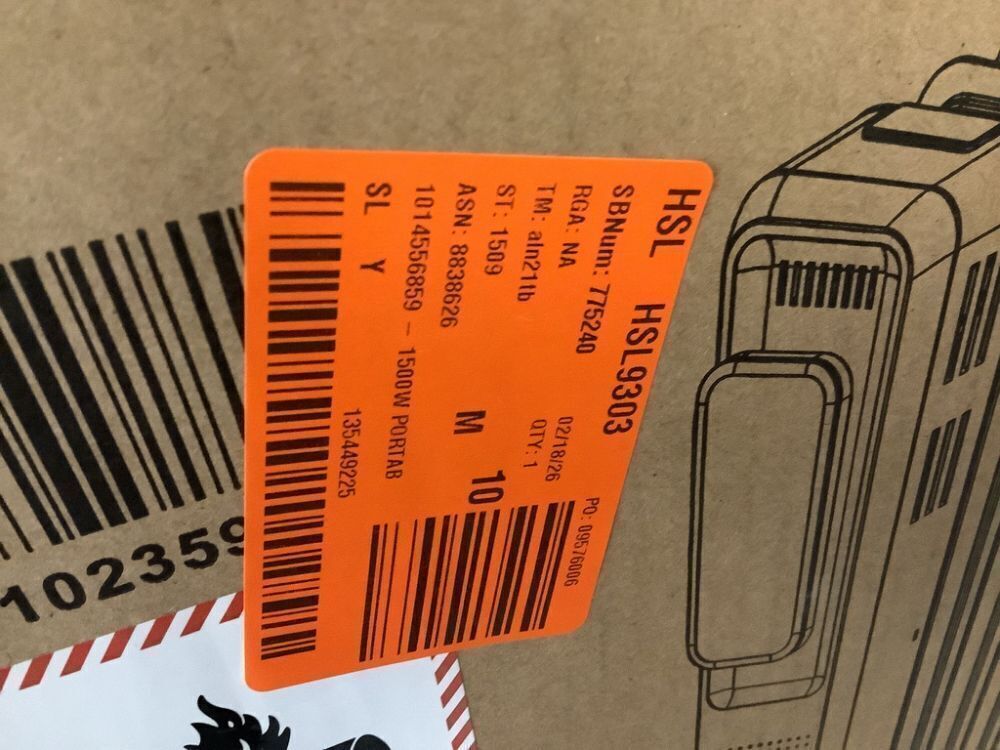 HSL HSL9303
SBNum: 775240
RGA: NA 02/18/26 PO: 09576006
TM: aln21tb QTY: 1
ST: 1509
ASN: 8838626 M 10
1014556859 - 1500W PORTAB
SL Y 135449225
102359